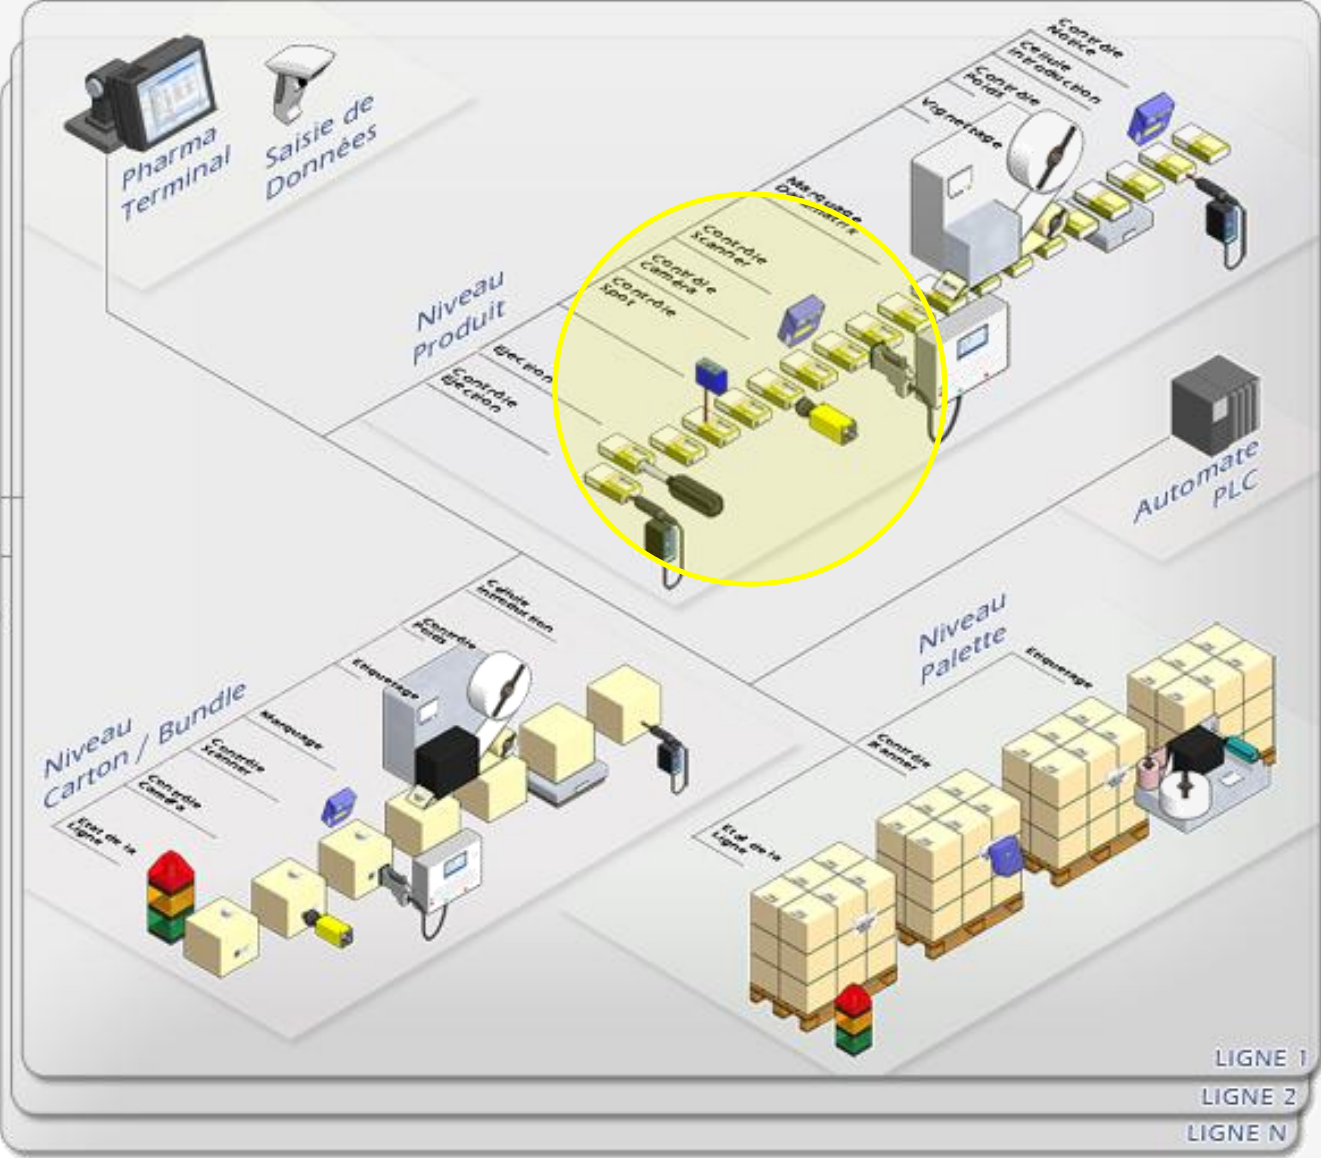 Pharma
Terminal
Saisie de
Données
Contrôle
Notice
Cellule
Introduction
Contrôle
Poids
Vignettage
Marquage
Datamatrix
Contrôle
Scanner
Contrôle
Caméra
Contrôle
Spot
Ejection
Contrôle
Ejection
Niveau
Produit
Automate
PLC
Niveau
Carton / Bundle
Cellule
Introduction
Contrôle
Poids
Etiquetage
Marquage
Contrôle
Scanner
Contrôle
Caméra
Etat de la
Ligne
Niveau
Palette
Etiquetage
Contrôle
Scanner
Etat de la
Ligne
LIGNE 1
LIGNE 2
LIGNE N